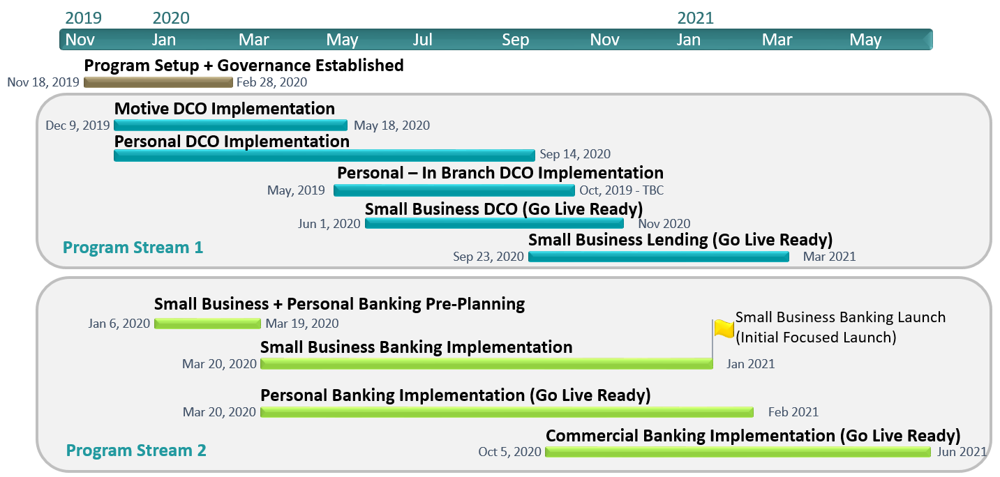 2019 2020 2021
Nov Jan Mar May Jul Sep Nov Jan Mar May
Program Setup + Governance Established
Nov 18, 2019 Feb 28, 2020
Motive DCO Implementation
Dec 9, 2019 May 18, 2020
Personal DCO Implementation
Sep 14, 2020
Personal – In Branch DCO Implementation
May, 2019 Oct, 2019 - TBC
Small Business DCO (Go Live Ready)
Jun 1, 2020 Nov 2020
Small Business Lending (Go Live Ready)
Program Stream 1
Sep 23, 2020 Mar 2021
Small Business + Personal Banking Pre-Planning
Jan 6, 2020 Mar 19, 2020
Small Business Banking Launch
(Initial Focused Launch)
Small Business Banking Implementation
Mar 20, 2020 Jan 2021
Personal Banking Implementation (Go Live Ready)
Mar 20, 2020 Feb 2021
Commercial Banking Implementation (Go Live Ready)
Program Stream 2
Oct 5, 2020 Jun 2021